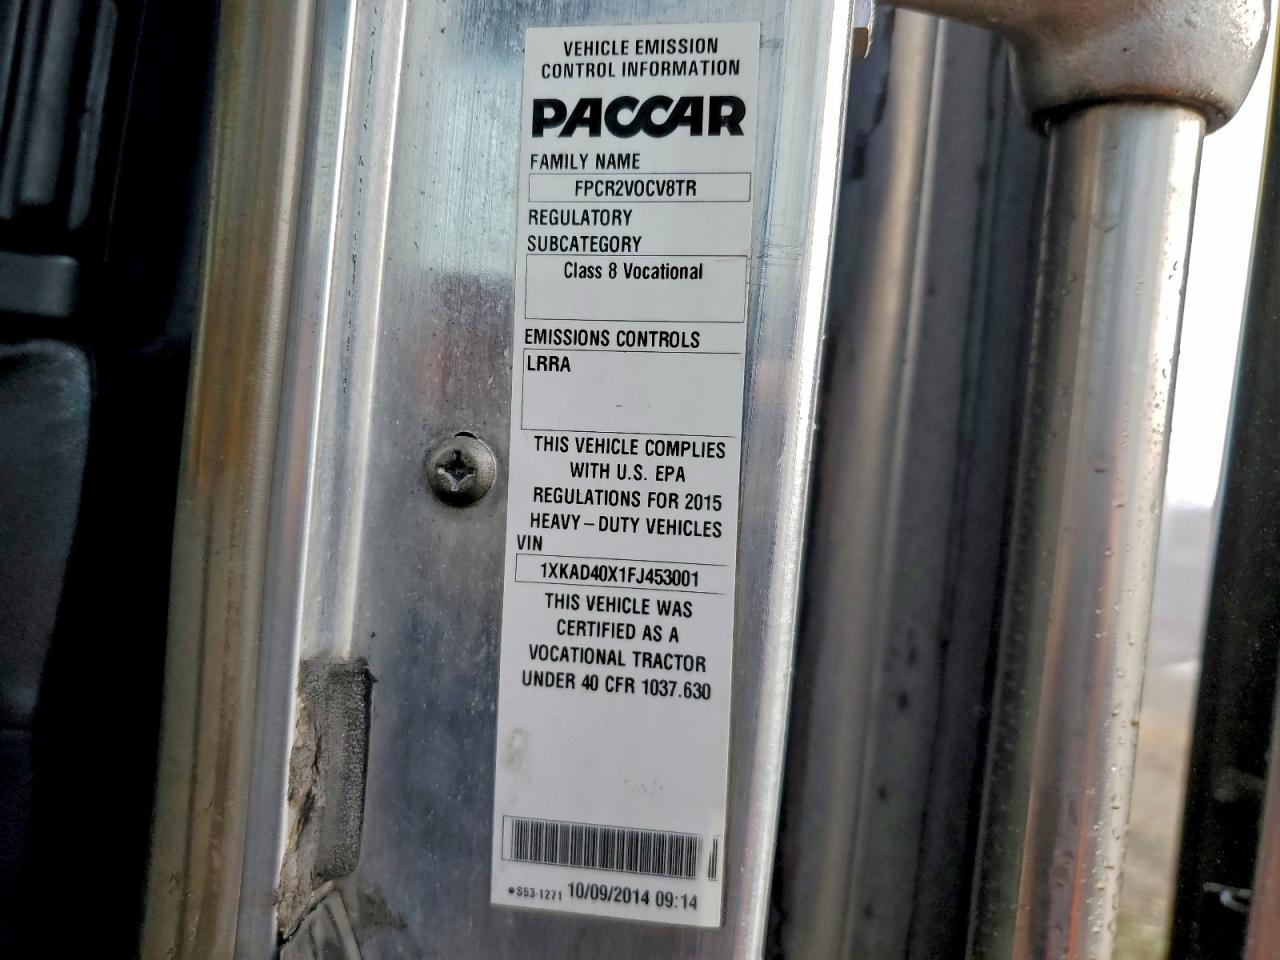 VEHICLE EMISSION
CONTROL INFORMATION
PACCAR
FAMILY NAME
FPCR2VOCV8TR
REGULATORY
SUBCATEGORY
Class 8 Vocational
EMISSIONS CONTROLS
LRRA
THIS VEHICLE COMPLIES
WITH U.S. EPA
REGULATIONS FOR 2015
HEAVY-DUTY VEHICLES
VIN
1XKAD40X1FJ453001
THIS VEHICLE WAS
CERTIFIED AS A
VOCATIONAL TRACTOR
UNDER 40 CFR 1037.630
S53-1271 10/09/2014 09:14